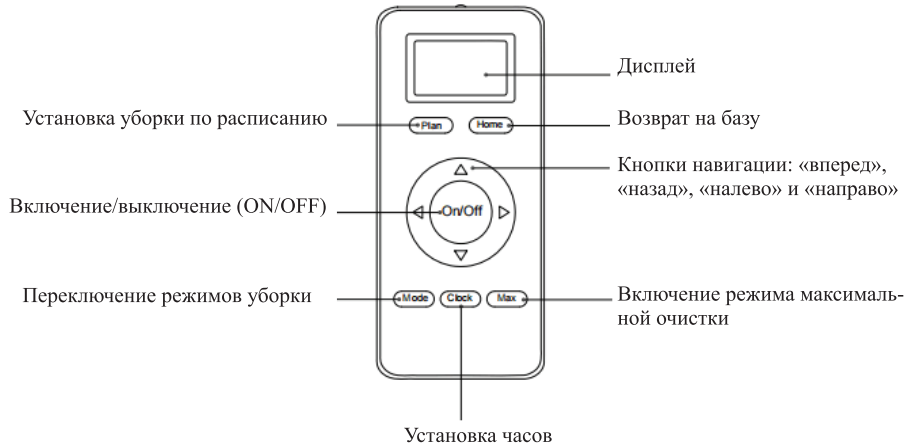 Дисплей
Установка уборки по расписанию
Plan
Home
Возврат на базу
Кнопки навигации: «вперед»,
«назад», «налево» и «направо»
Включение/выключение (ON/OFF)
On/Off
Переключение режимов уборки
Mode
Clock
Max
Включение режима максималь-
ной очистки
Установка часов